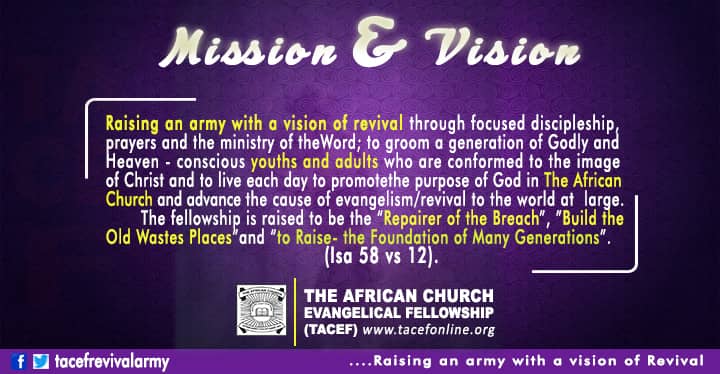 Mission & Vision
Raising an army with a vision of revival through focused discipleship,
prayers and the ministry of theWord; to groom a generation of Godly and
Heaven - conscious youths and adults who are conformed to the image
of Christ and to live each day to promotethe purpose of God in The African
Church and advance the cause of evangelism/revival to the world at large.
The fellowship is raised to be the “Repairer of the Breach”, ”Build the
Old Wastes Places”and “to Raise- the Foundation of Many Generations”.
(Isa 58 vs 12).
THE AFRICAN CHURCH
EVANGELICAL FELLOWSHIP
(TACEF) www.tacefonline.org
f tacefrevivalarmy
....Raising an army with a vision of Revival